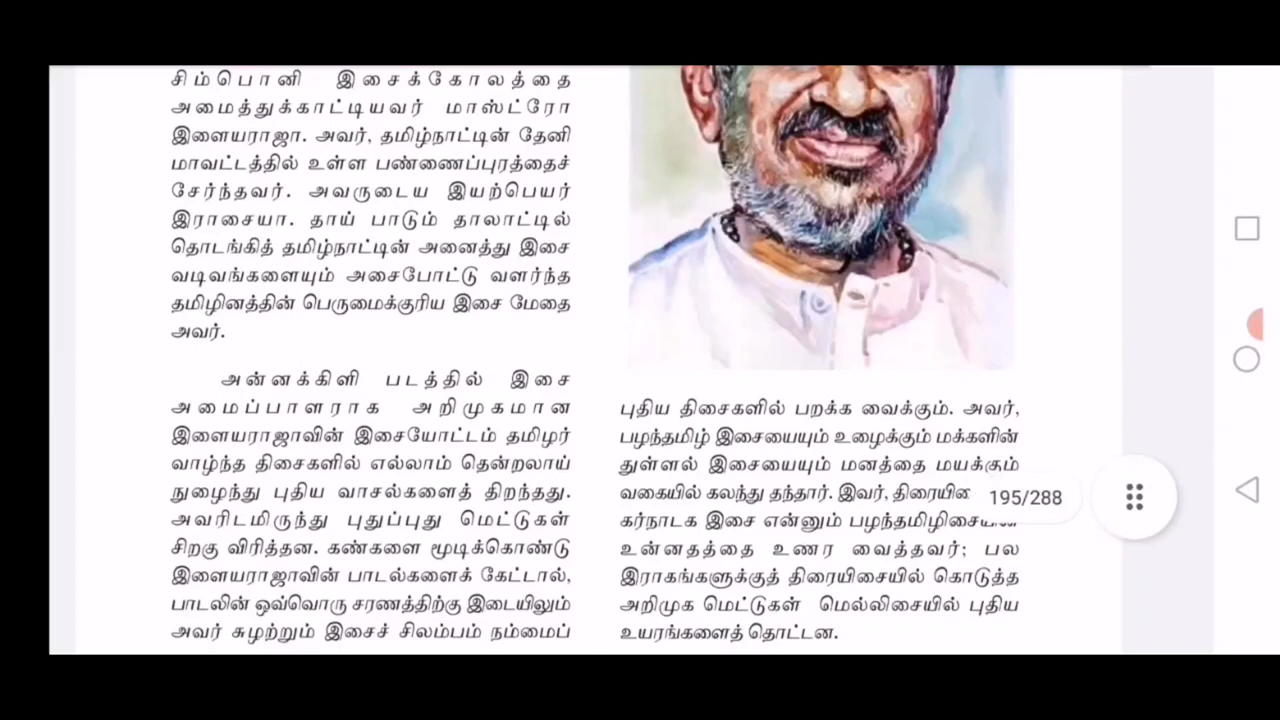 சிம்பொனி இசைக்கோலத்தை
அமைத்துக்காட்டியவர் மாஸ்ட்ரோ
இளையராஜா. அவர், தமிழ்நாட்டின் தேனி
மாவட்டத்தில் உள்ள பண்ணைப்புரத்தைச்
சேர்ந்தவர். அவருடைய இயற்பெயர்
இராசையா. தாய் பாடும் தாலாட்டில்
தொடங்கித் தமிழ்நாட்டின் அனைத்து இசை
வடிவங்களையும் அசைபோட்டு வளர்ந்த
தமிழினத்தின் பெருமைக்குரிய இசை மேதை
அவர்.
அன்னக்கிளி படத்தில் இசை
அமைப்பாளராக அறிமுகமான
இளையராஜாவின் இசையோட்டம் தமிழர்
வாழ்ந்த திசைகளில் எல்லாம் தென்றலாய்
நுழைந்து புதிய வாசல்களைத் திறந்தது.
அவரிடமிருந்து புதுப்புது மெட்டுகள்
சிறகு விரித்தன. கண்களை மூடிக்கொண்டு
இளையராஜாவின் பாடல்களைக் கேட்டால்,
பாடலின் ஒவ்வொரு சரணத்திற்கு இடையிலும்
அவர் சுழற்றும் இசைச் சிலம்பம் நம்மைப்
புதிய திசைகளில் பறக்க வைக்கும். அவர்,
பழந்தமிழ் இசையையும் உழைக்கும் மக்களின்
துள்ளல் இசையையும் மனத்தை மயக்கும்
வகையில் கலந்து தந்தார். இவர்,
கர்நாடக இசை என்னும் பழந்தமிழிசையின்
உன்னதத்தை உணர வைத்தவர்; பல
இராகங்களுக்குத் திரையிசையில் கொடுத்த
அறிமுக மெட்டுகள் மெல்லிசையில் புதிய
உயரங்களைத் தொட்டன.
195/288